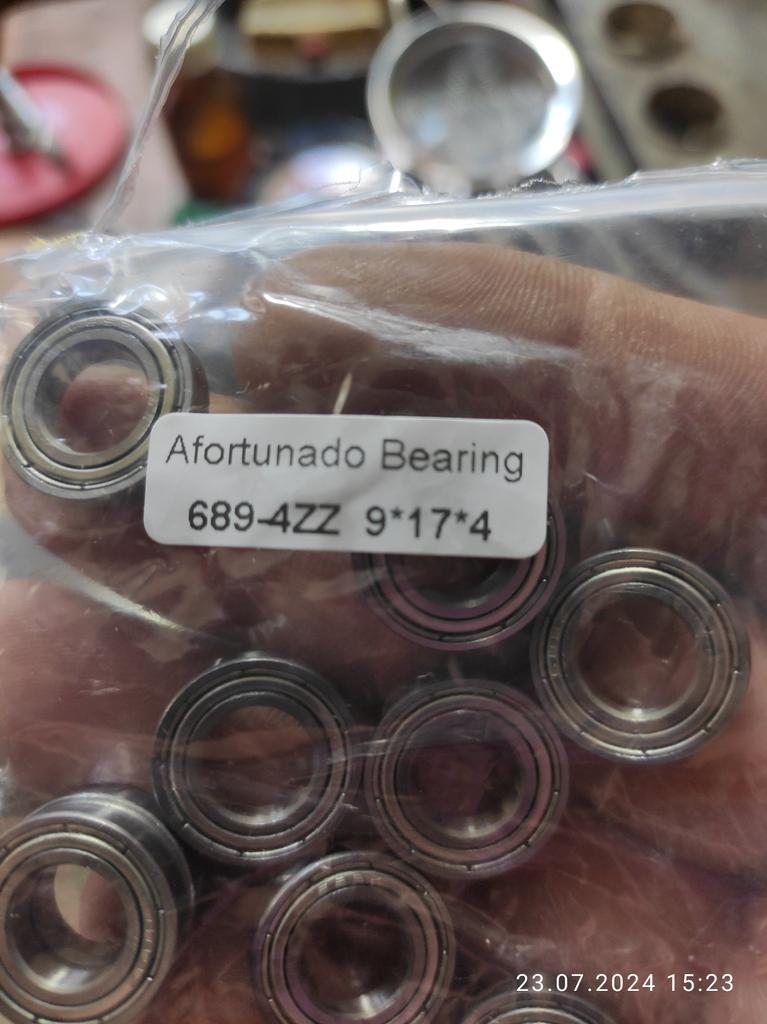 Afortunado Bearing
689-4ZZ 9*17*4
23.07.2024 15:23